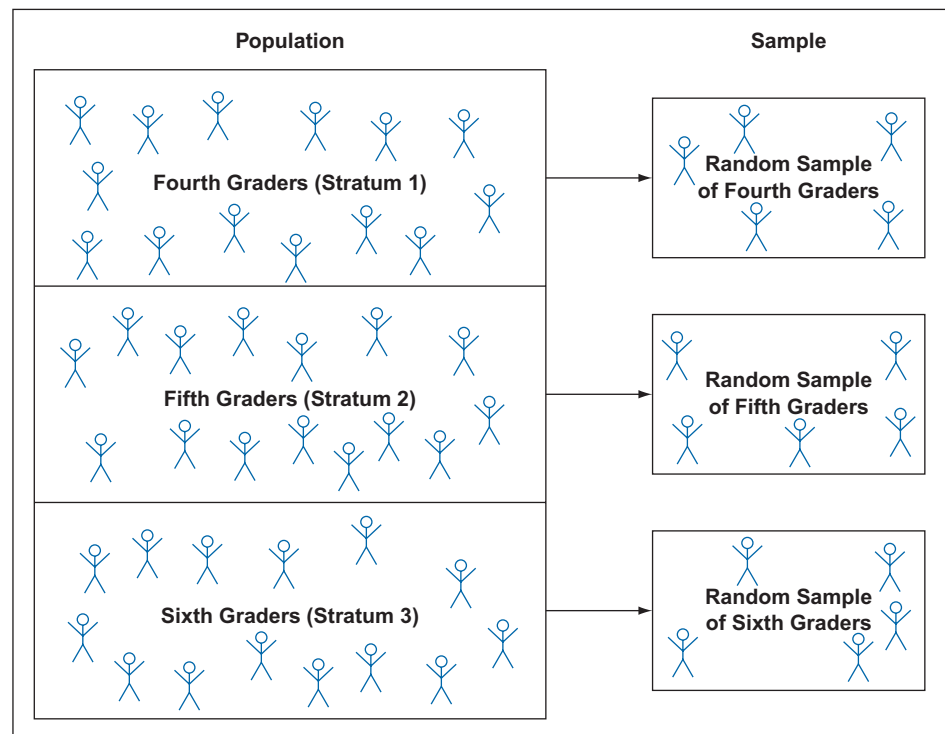 Population
Sample
Fourth Graders (Stratum 1)
Random Sample
of Fourth Graders
Fifth Graders (Stratum 2)
Random Sample
of Fifth Graders
Sixth Graders (Stratum 3)
Random Sample
of Sixth Graders